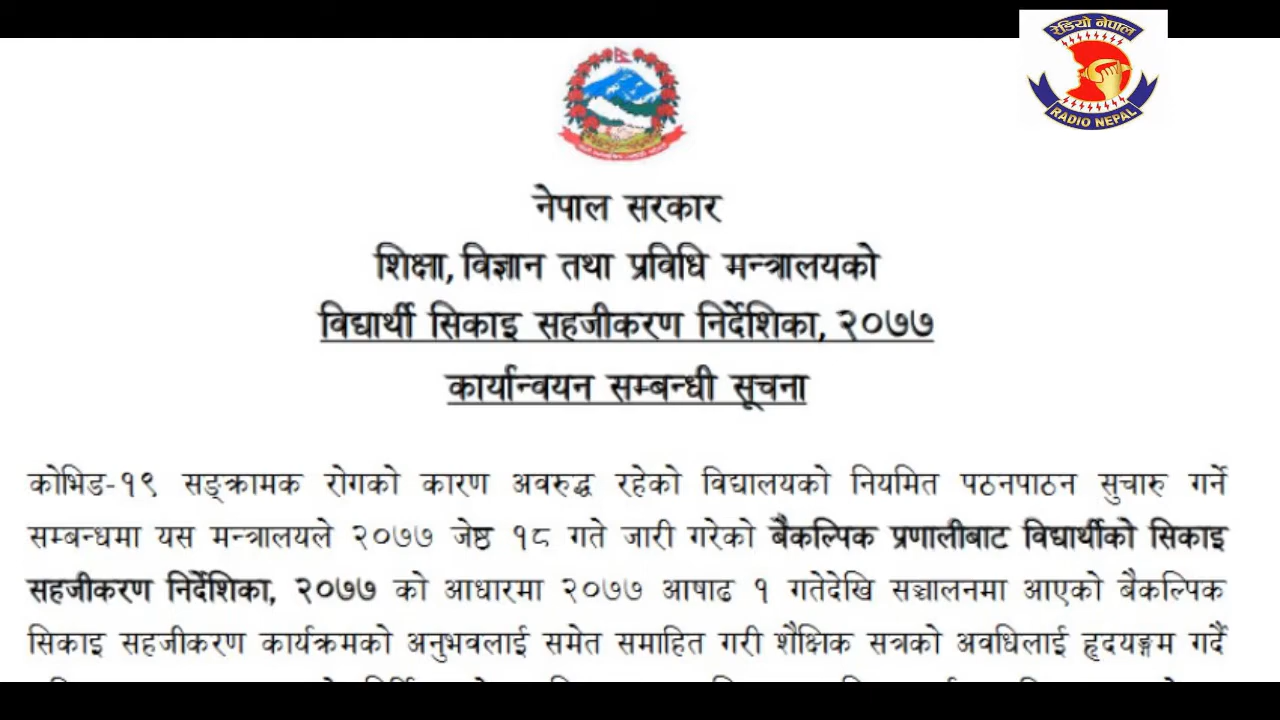 रेडियो नेपाल
RADIO NEPAL
नेपाल सरकार
शिक्षा, विज्ञान तथा प्रविधि मन्त्रालयको
विद्यार्थी सिकाइ सहजीकरण निर्देशिका, २०७७
कार्यान्वयन सम्बन्धी सूचना
कोभिड-१९ सङ्क्रामक रोगको कारण अवरुद्ध रहेको विद्यालयको नियमित पठनपाठन सुचारु गर्ने
सम्बन्धमा यस मन्त्रालयले २०७७ जेष्ठ १८ गते जारी गरेको बैकल्पिक प्रणालीबाट विद्यार्थीको सिकाइ
सहजीकरण निर्देशिका, २०७७ को आधारमा २०७७ आषाढ १ गतेदेखि सञ्चालनमा आएको बैकल्पिक
सिकाइ सहजीकरण कार्यक्रमको अनुभवलाई समेत समाहित गरी शैक्षिक सत्रको अवधिलाई हृदयङ्गम गर्दै